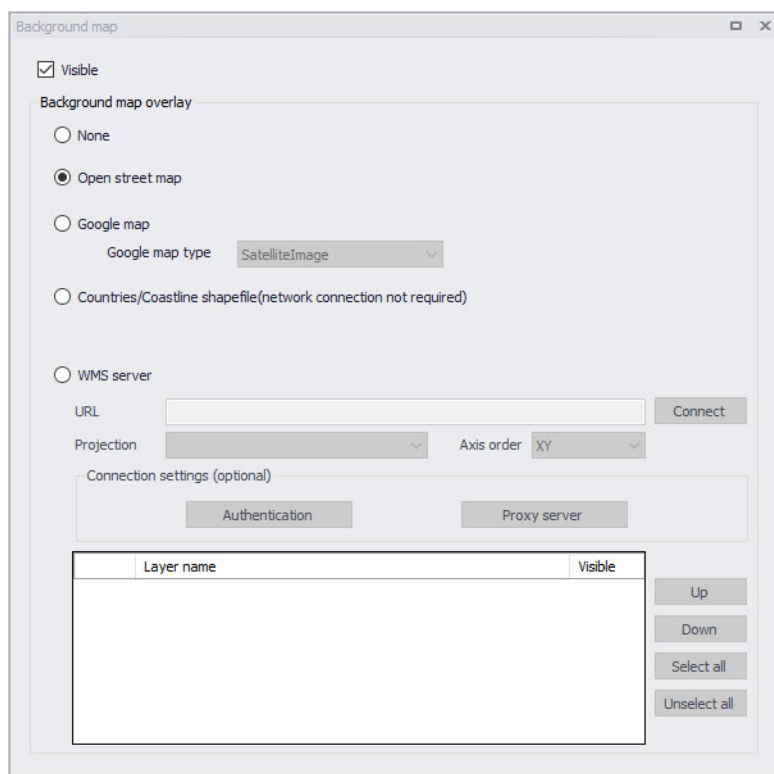 Background map
Visible
Background map overlay
None
Open street map
Google map
Google map type SatelliteImage
Countries/Coastline shapefile(network connection not required)
WMS server
URL Connect
Projection Axis order XY
Connection settings (optional)
Authentication Proxy server
Layer name Visible
Up
Down
Select all
Unselect all